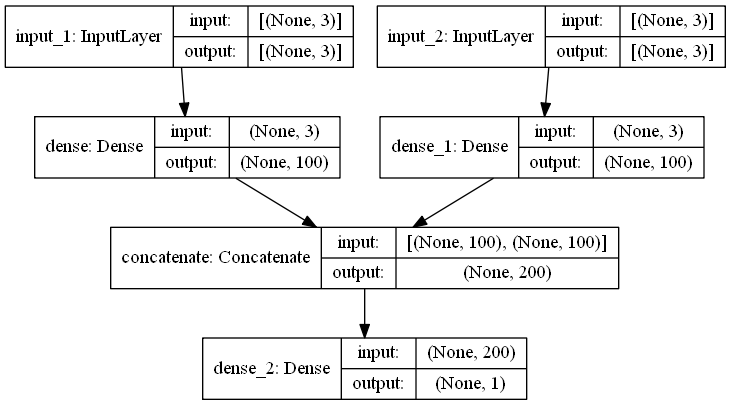 input_1: InputLayer
input: [(None, 3)]
output: [(None, 3)]
input_2: InputLayer
input: [(None, 3)]
output: [(None, 3)]
dense: Dense
input: (None, 3)
output: (None, 100)
dense_1: Dense
input: (None, 3)
output: (None, 100)
concatenate: Concatenate
input: [(None, 100), (None, 100)]
output: (None, 200)
dense_2: Dense
input: (None, 200)
output: (None, 1)